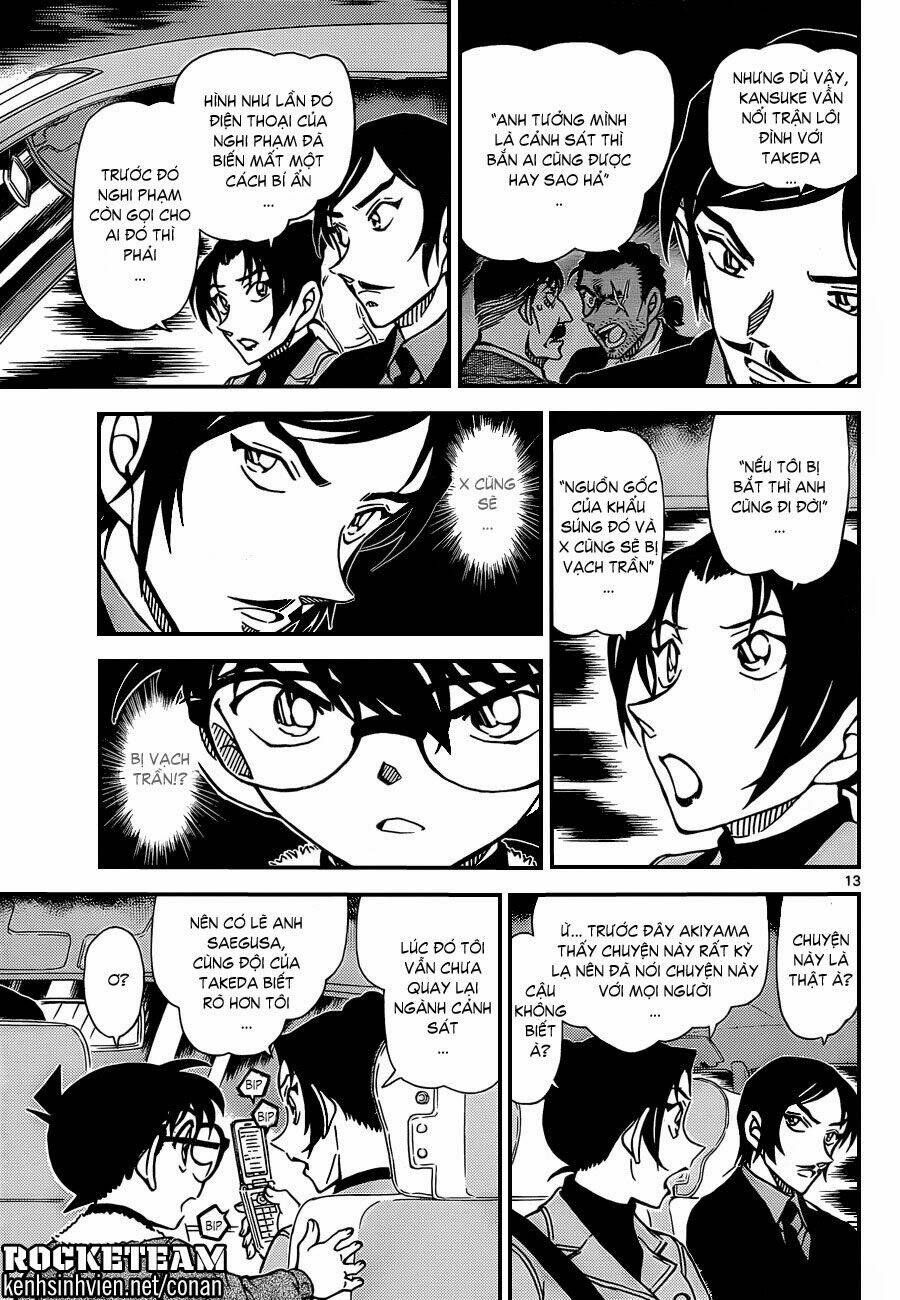 NHƯNG DÙ VẬY,
KANSUKE VẪN
NỔI TRẬN LÔI
ĐÌNH VỚI
TAKEDA
...
"ANH TƯỞNG MÌNH
LÀ CẢNH SÁT THÌ
BẮN AI CŨNG ĐƯỢC
HAY SAO HẢ"
..
HÌNH NHƯ LẦN ĐÓ
ĐIỆN THOẠI CỦA
NGHI PHẠM ĐÃ
BIẾN MẤT MỘT
CÁCH BÍ ẨN
...
TRƯỚC ĐÓ
NGHI PHẠM
CÒN GỌI CHO
AI ĐÓ THÌ
PHẢI
...
"NẾU TÔI BỊ
BẮT THÌ ANH
CŨNG ĐI ĐỜI"
...
"NGUỒN GỐC
CỦA KHẨU
SÚNG ĐÓ VÀ
X CŨNG SẼ BỊ
VẠCH TRẦN"
...
X CŨNG
SẼ
...
BỊ VẠCH
TRẦN!?
13
CHUYỆN
NÀY LÀ
THẬT À?
Ừ... TRƯỚC ĐÂY AKIYAMA
THẤY CHUYỆN NÀY RẤT KỲ
LẠ NÊN ĐÃ NÓI CHUYỆN NÀY
VỚI MỌI NGƯỜI
...
CẬU
KHÔNG
BIẾT
À?
LÚC ĐÓ TÔI
VẪN CHƯA
QUAY LẠI
NGÀNH CẢNH
SÁT
...
NÊN CÓ LẼ ANH
SAEGUSA,
CÙNG ĐỘI CỦA
TAKEDA BIẾT
RÕ HƠN TÔI
...
Ơ?
BIP
BIP
BIP
ROCKETEAM
kenhsinhvien.net/conan